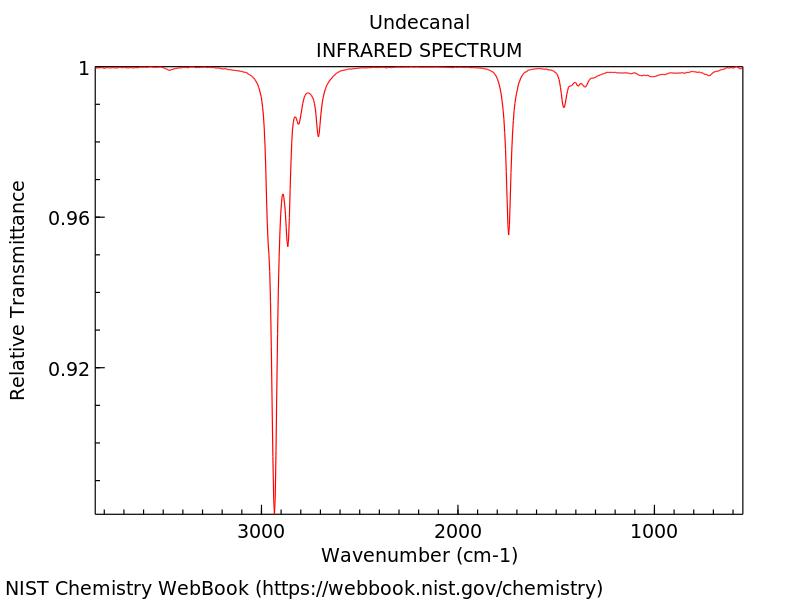 Undecanal
INFRARED SPECTRUM
1
0.96
0.92
Relative Transmittance
3000 2000 1000
Wavenumber (cm-1)
NIST Chemistry WebBook (https://webbook.nist.gov/chemistry)